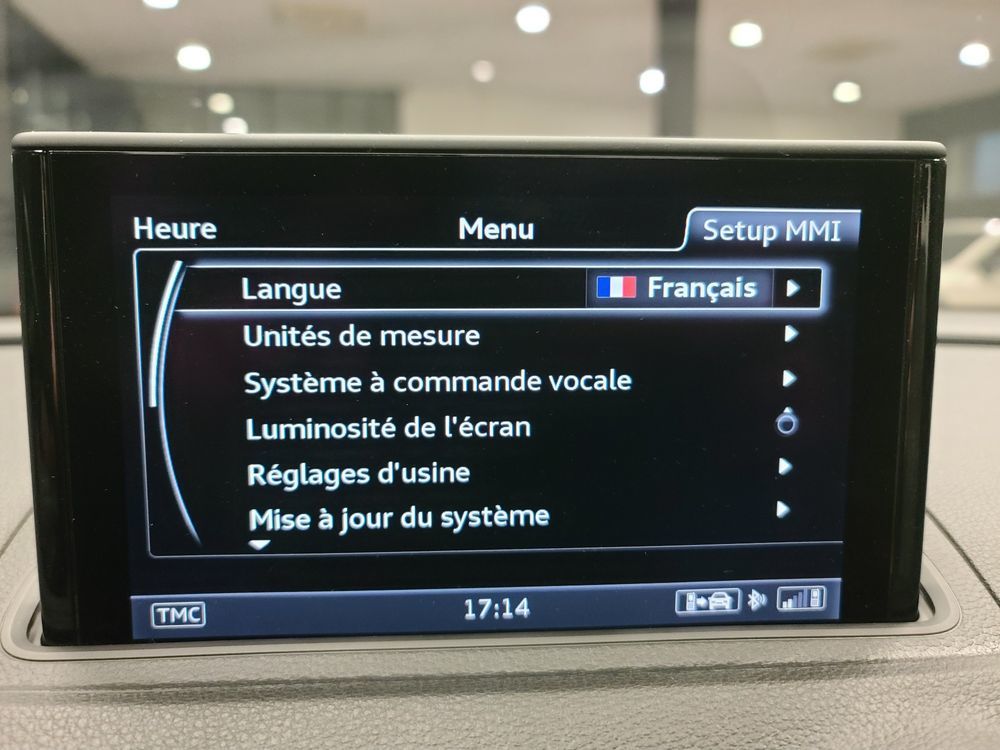 Heure Menu Setup MMI
Langue Français
Unités de mesure
Système à commande vocale
Luminosité de l'écran
Réglages d'usine
Mise à jour du système
TMC 17:14